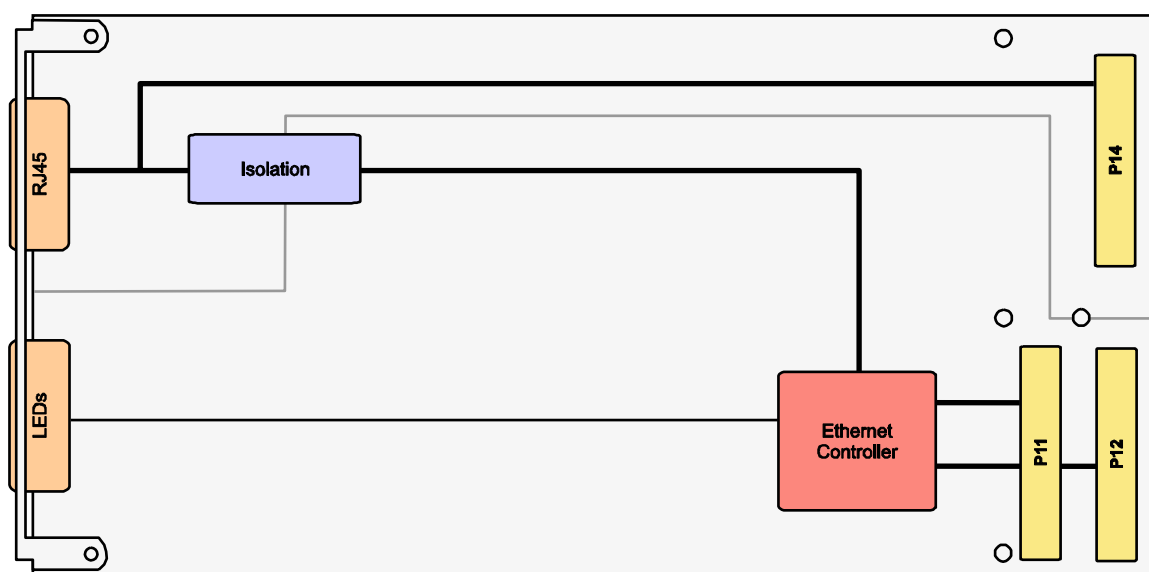 RJ45
Isolation
P14
LEDs
Ethernet
Controller
P11
P12